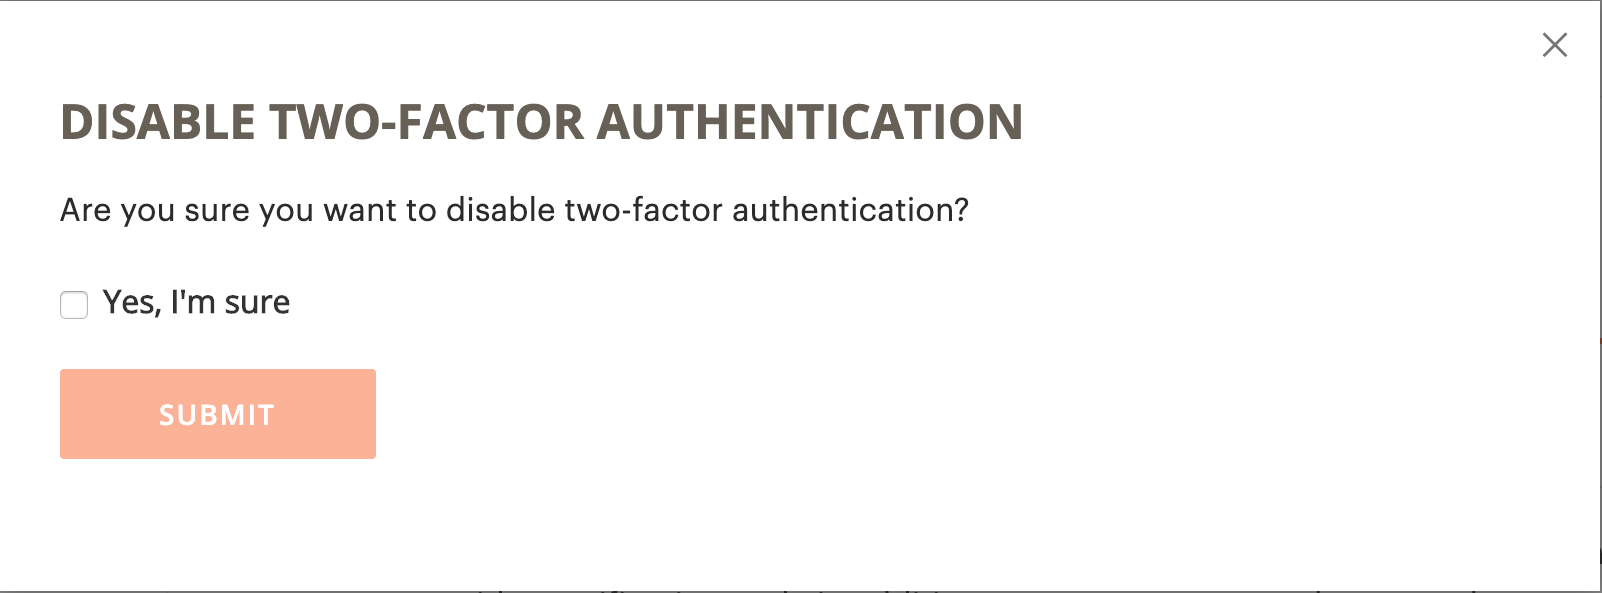 DISABLE TWO-FACTOR AUTHENTICATION
Are you sure you want to disable two-factor authentication?
Yes, I'm sure
SUBMIT